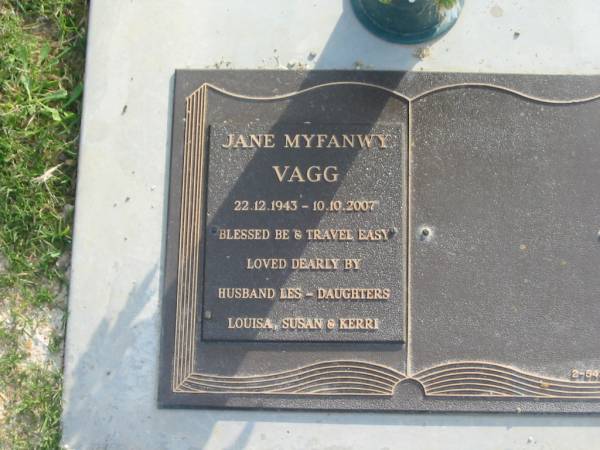 JANE MYFANWY
VAGG
22.12.1943 - 10.10.2007
"BLESSED BE & TRAVEL EASY"
LOVED DEARLY BY
HUSBAND LES - DAUGHTERS
LOUISA, SUSAN & KERRI